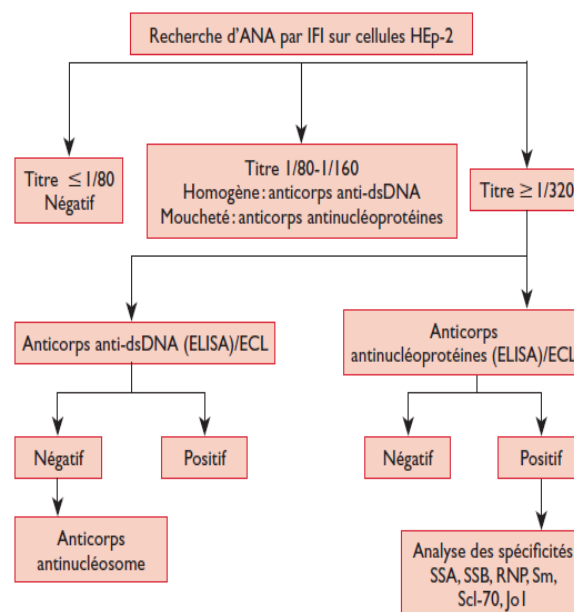 Recherche d'ANA par IFI sur cellules HEp-2
Titre ≤ 1/80
Négatif
Titre 1/80-1/160
Homogène : anticorps anti-dsDNA
Moucheté : anticorps antinucléoprotéines
Titre ≥ 1/320
Anticorps anti-dsDNA (ELISA)/ECL
Anticorps
antinucléoprotéines (ELISA)/ECL
Négatif
Positif
Négatif
Positif
Anticorps
antinucléosome
Analyse des spécificités
SSA, SSB, RNP, Sm,
Scl-70, Jo1